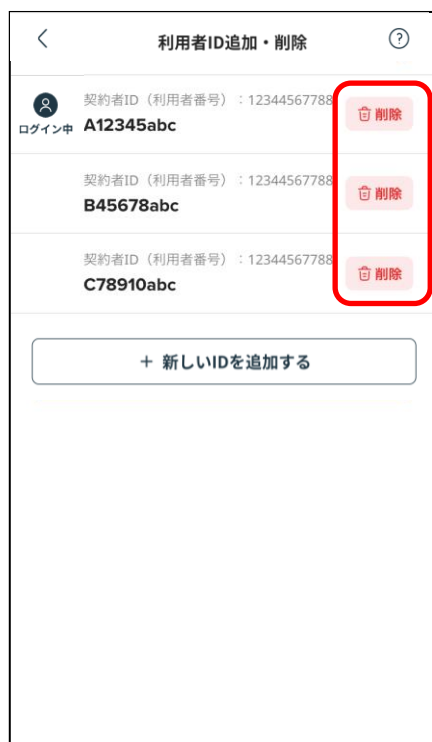 利用者ID追加・削除
契約者ID（利用者番号）：12344567788
A12345abc
ログイン中
削除
契約者ID（利用者番号）：12344567788
B45678abc
削除
契約者ID（利用者番号）：12344567788
C78910abc
削除
＋ 新しいIDを追加する